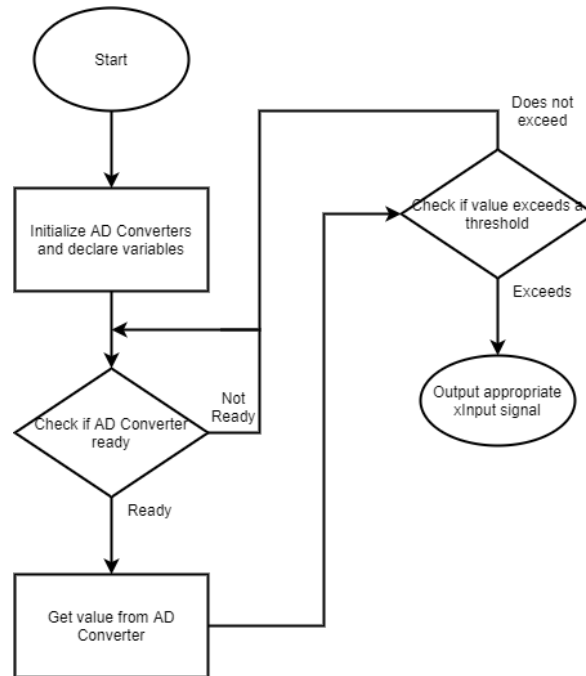 Start
Initialize AD Converters
and declare variables
Check if AD Converter
ready
Not
Ready
Ready
Get value from AD
Converter
Does not
exceed
Check if value exceeds a
threshold
Exceeds
Output appropriate
xInput signal